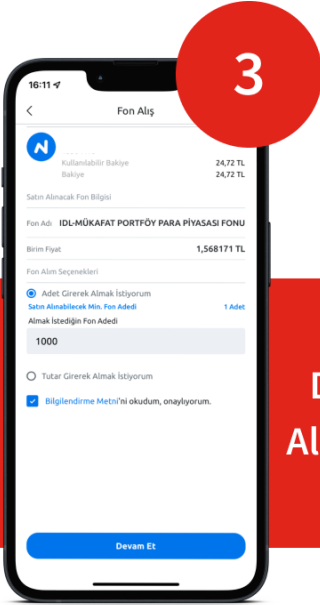 3
16:11
Fon Alış
Kullanılabilir Bakiye 24,72 TL
Bakiye 24,72 TL
Satın Alınacak Fon Bilgisi
Fon Adı IDL-MÜKAFAT PORTFÖY PARA PİYASASI FONU
Birim Fiyat 1,568171 TL
Fon Alım Seçenekleri
Adet Girerek Almak İstiyorum
Satın Alınabilecek Min. Fon Adedi 1 Adet
Almak İstediğin Fon Adedi
1000
Tutar Girerek Almak İstiyorum
Bilgilendirme Metni'ni okudum, onaylıyorum.
Devam Et
D
Al